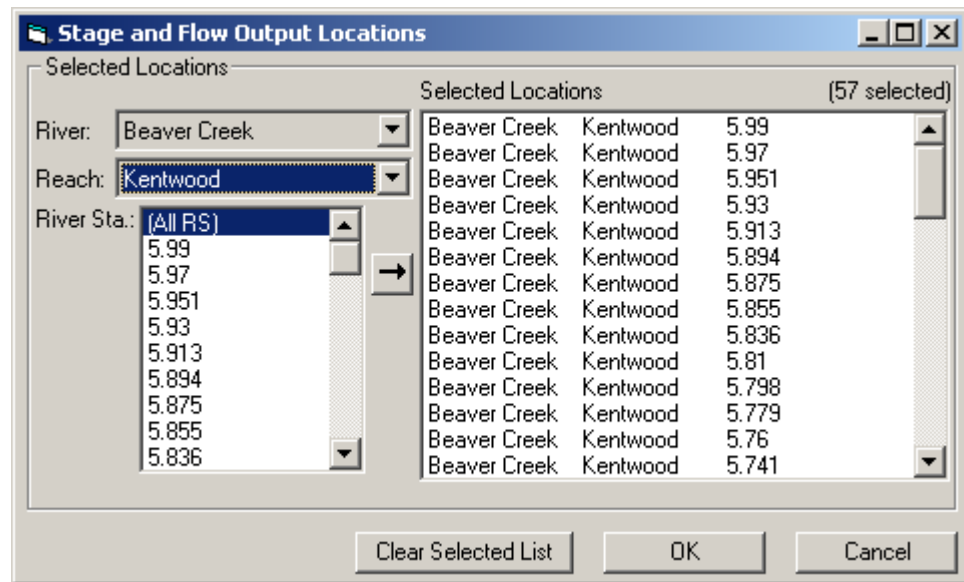 Stage and Flow Output Locations
Selected Locations
Selected Locations (57 selected)
River: Beaver Creek
Reach: Kentwood
River Sta.: (All RS)
5.99
5.97
5.951
5.93
5.913
5.894
5.875
5.855
5.836
Beaver Creek Kentwood 5.99
Beaver Creek Kentwood 5.97
Beaver Creek Kentwood 5.951
Beaver Creek Kentwood 5.93
Beaver Creek Kentwood 5.913
Beaver Creek Kentwood 5.894
Beaver Creek Kentwood 5.875
Beaver Creek Kentwood 5.855
Beaver Creek Kentwood 5.836
Beaver Creek Kentwood 5.81
Beaver Creek Kentwood 5.798
Beaver Creek Kentwood 5.779
Beaver Creek Kentwood 5.76
Beaver Creek Kentwood 5.741
Clear Selected List OK Cancel